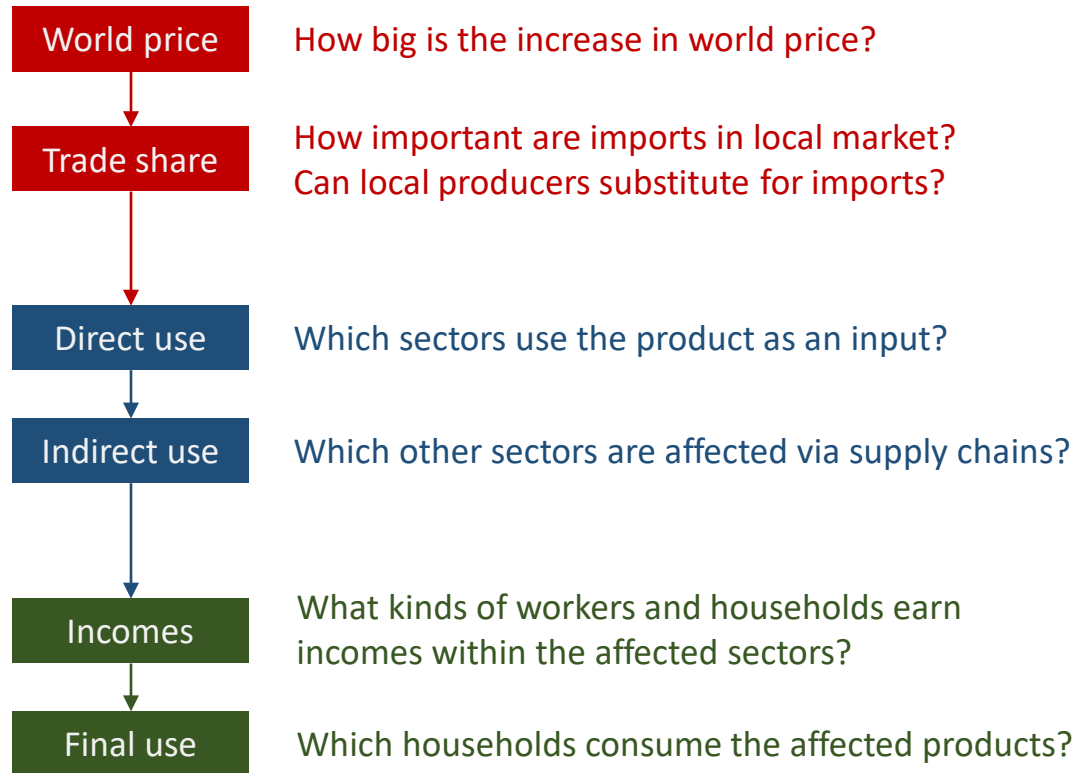 World price
How big is the increase in world price?
Trade share
How important are imports in local market?
Can local producers substitute for imports?
Direct use
Which sectors use the product as an input?
Indirect use
Which other sectors are affected via supply chains?
Incomes
What kinds of workers and households earn
incomes within the affected sectors?
Final use
Which households consume the affected products?